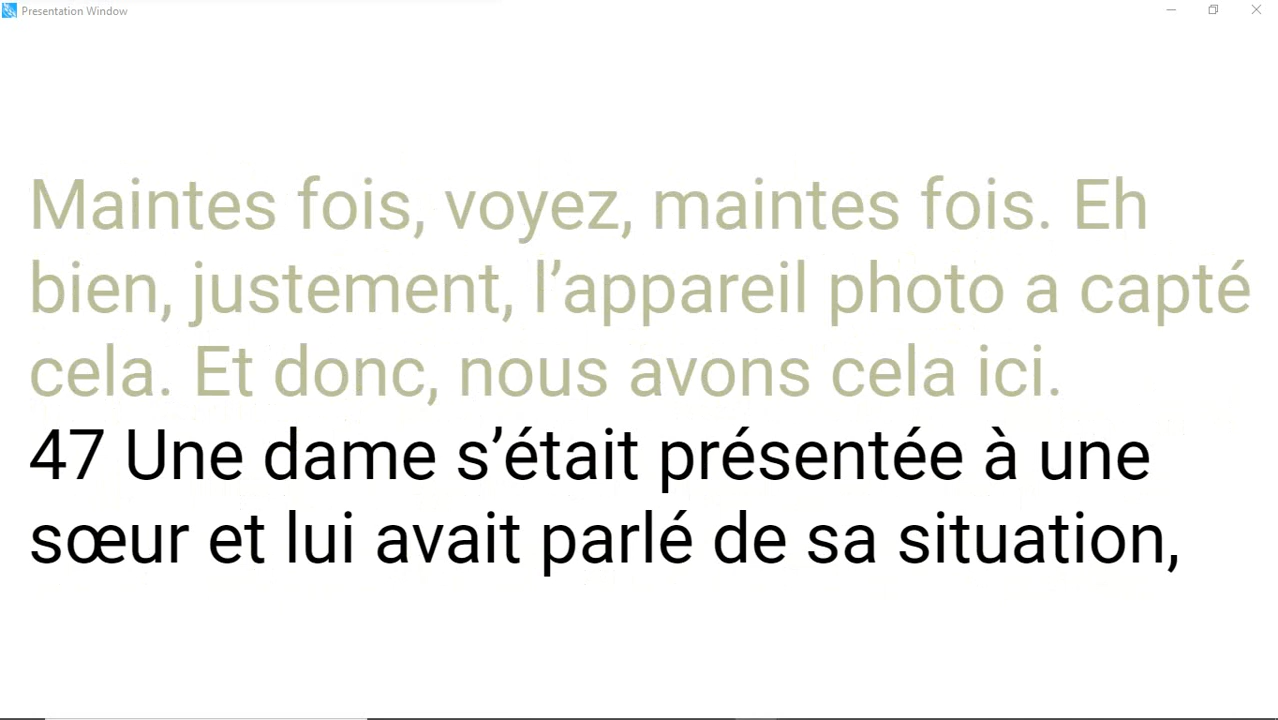 Presentation Window
Maintes fois, voyez, maintes fois. Eh
bien, justement, l’appareil photo a capté
cela. Et donc, nous avons cela ici.
47 Une dame s’était présentée à une
sœur et lui avait parlé de sa situation,